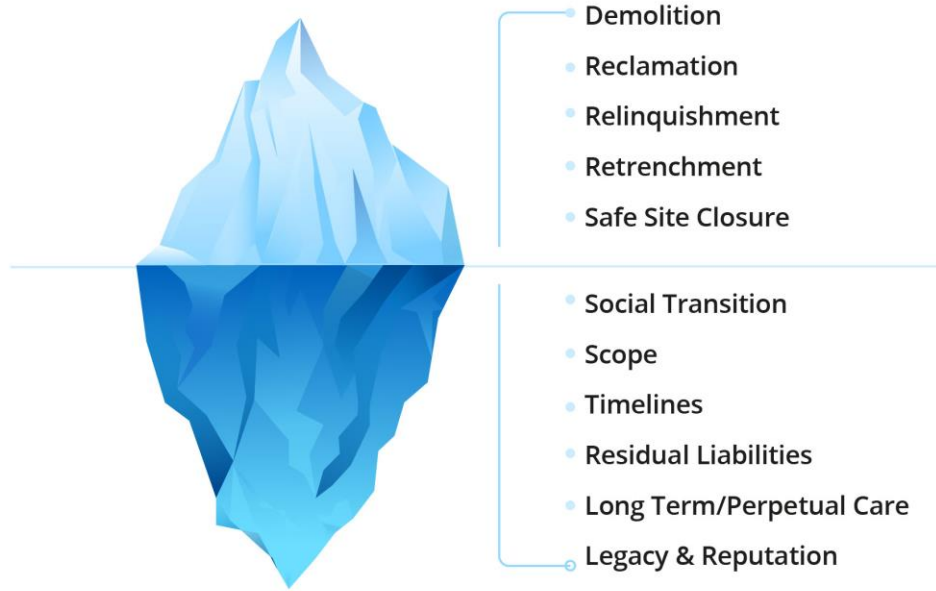 Demolition
Reclamation
Relinquishment
Retrenchment
Safe Site Closure
Social Transition
Scope
Timelines
Residual Liabilities
Long Term/Perpetual Care
Legacy & Reputation